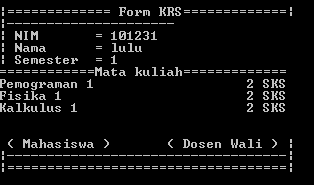 ¦============== Form KRS=============¦
¦------------------------
¦ NIM       = 101231
¦ Nama      = lulu
¦ Semester  = 1
===========Mata kuliah===============
Pemograman 1                    2 SKS
Fisika 1                        2 SKS
Kalkulus 1                      2 SKS
¦ ( Mahasiswa )       ( Dosen Wali ) ¦
¦------------------------------------¦
¦====================================¦